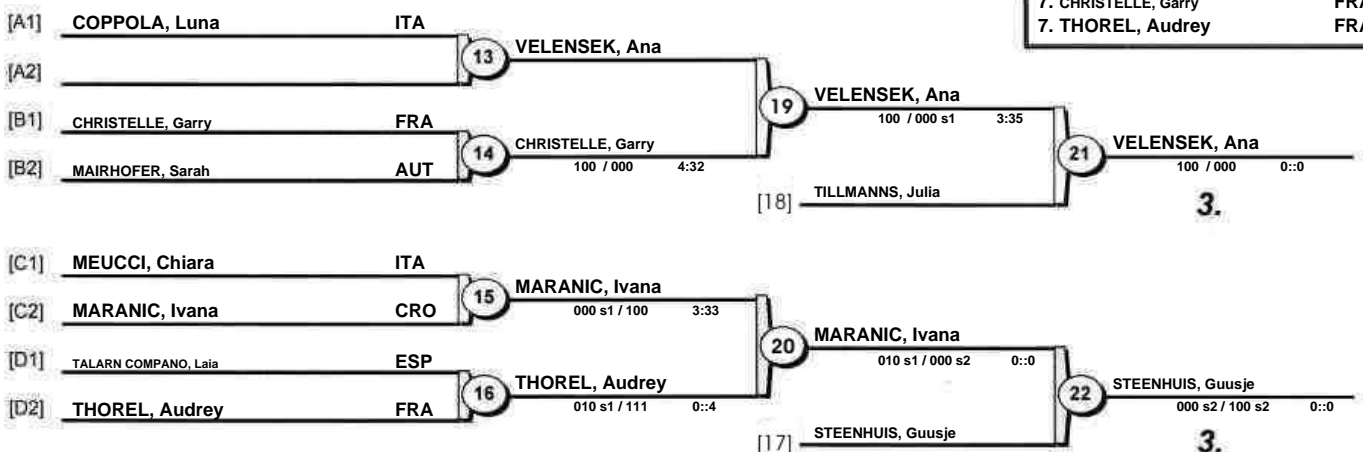 7. CHRISTELLE, Garry FRA
7. THOREL, Audrey FRA
[A1] COPPOLA, Luna ITA
[A2]
13 VELENSEK, Ana
[B1] CHRISTELLE, Garry FRA
[B2] MAIRHOFER, Sarah AUT
14 CHRISTELLE, Garry
100 / 000 4:32
19 VELENSEK, Ana
100 / 000 s1 3:35
[18] TILLMANNS, Julia
21 VELENSEK, Ana
100 / 000 0::0
3.
[C1] MEUCCI, Chiara ITA
[C2] MARANIC, Ivana CRO
15 MARANIC, Ivana
000 s1 / 100 3:33
[D1] TALARN COMPANO, Laia ESP
[D2] THOREL, Audrey FRA
16 THOREL, Audrey
010 s1 / 111 0::4
20 MARANIC, Ivana
010 s1 / 000 s2 0::0
[17] STEENHUIS, Guusje
22 STEENHUIS, Guusje
000 s2 / 100 s2 0::0
3.